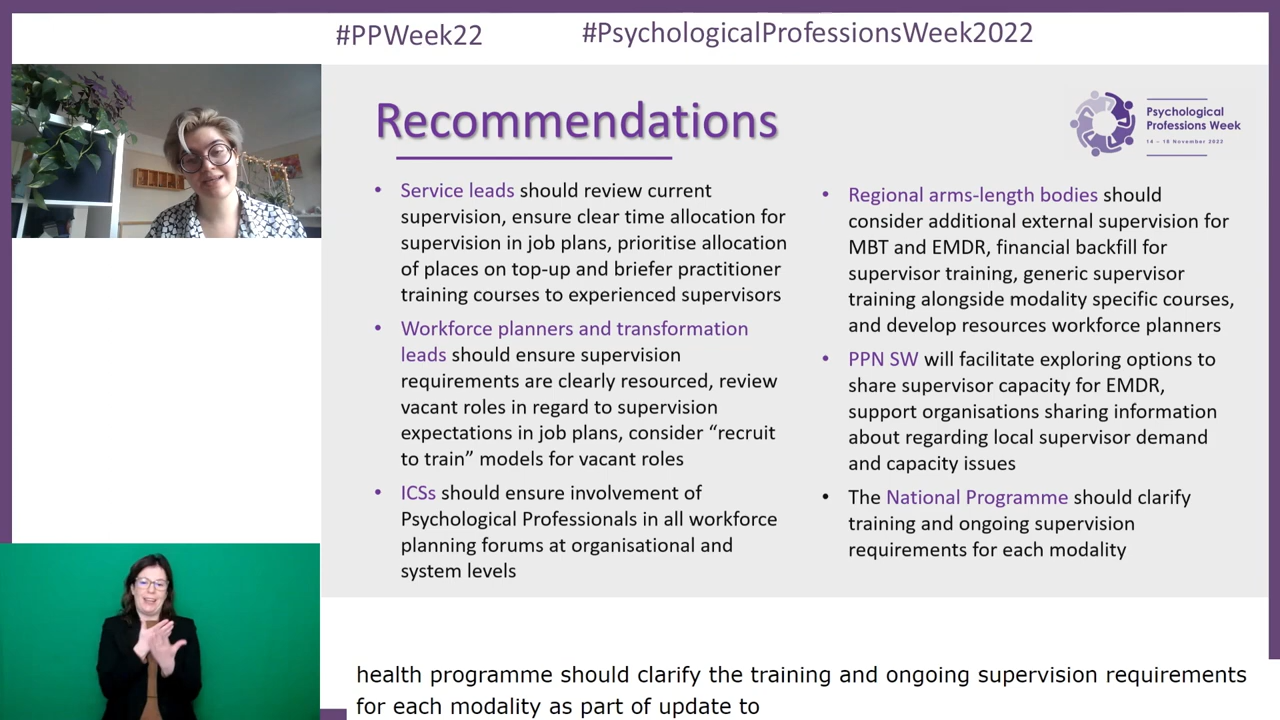 #PPWeek22
#PsychologicalProfessionsWeek2022
Recommendations
Psychological
Professions Week
14 – 18 November 2022
• Service leads should review current
supervision, ensure clear time allocation for
supervision in job plans, prioritise allocation
of places on top-up and briefer practitioner
training courses to experienced supervisors
• Workforce planners and transformation
leads should ensure supervision
requirements are clearly resourced, review
vacant roles in regard to supervision
expectations in job plans, consider “recruit
to train” models for vacant roles
• ICSs should ensure involvement of
Psychological Professionals in all workforce
planning forums at organisational and
system levels
• Regional arms-length bodies should
consider additional external supervision for
MBT and EMDR, financial backfill for
supervisor training, generic supervisor
training alongside modality specific courses,
and develop resources workforce planners
• PPN SW will facilitate exploring options to
share supervisor capacity for EMDR,
support organisations sharing information
about regarding local supervisor demand
and capacity issues
• The National Programme should clarify
training and ongoing supervision
requirements for each modality
health programme should clarify the training and ongoing supervision requirements
for each modality as part of update to